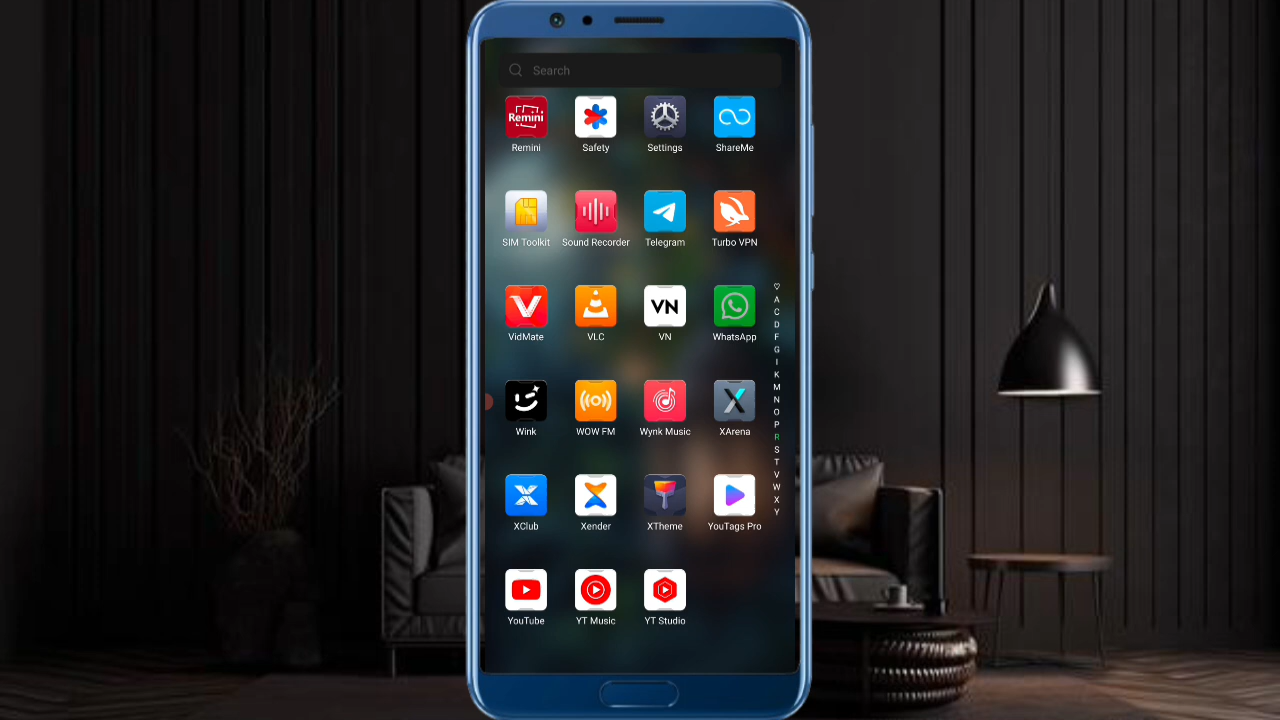 Search
Remini
Remini Safety Settings ShareMe
SIM Toolkit Sound Recorder Telegram Turbo VPN
VN
VidMate VLC VN WhatsApp
Wink WOW FM Wynk Music XArena
XClub Xender XTheme YouTags Pro
YouTube YT Music YT Studio
A
C
D
F
G
I
K
M
N
O
P
R
S
T
V
W
X
Y